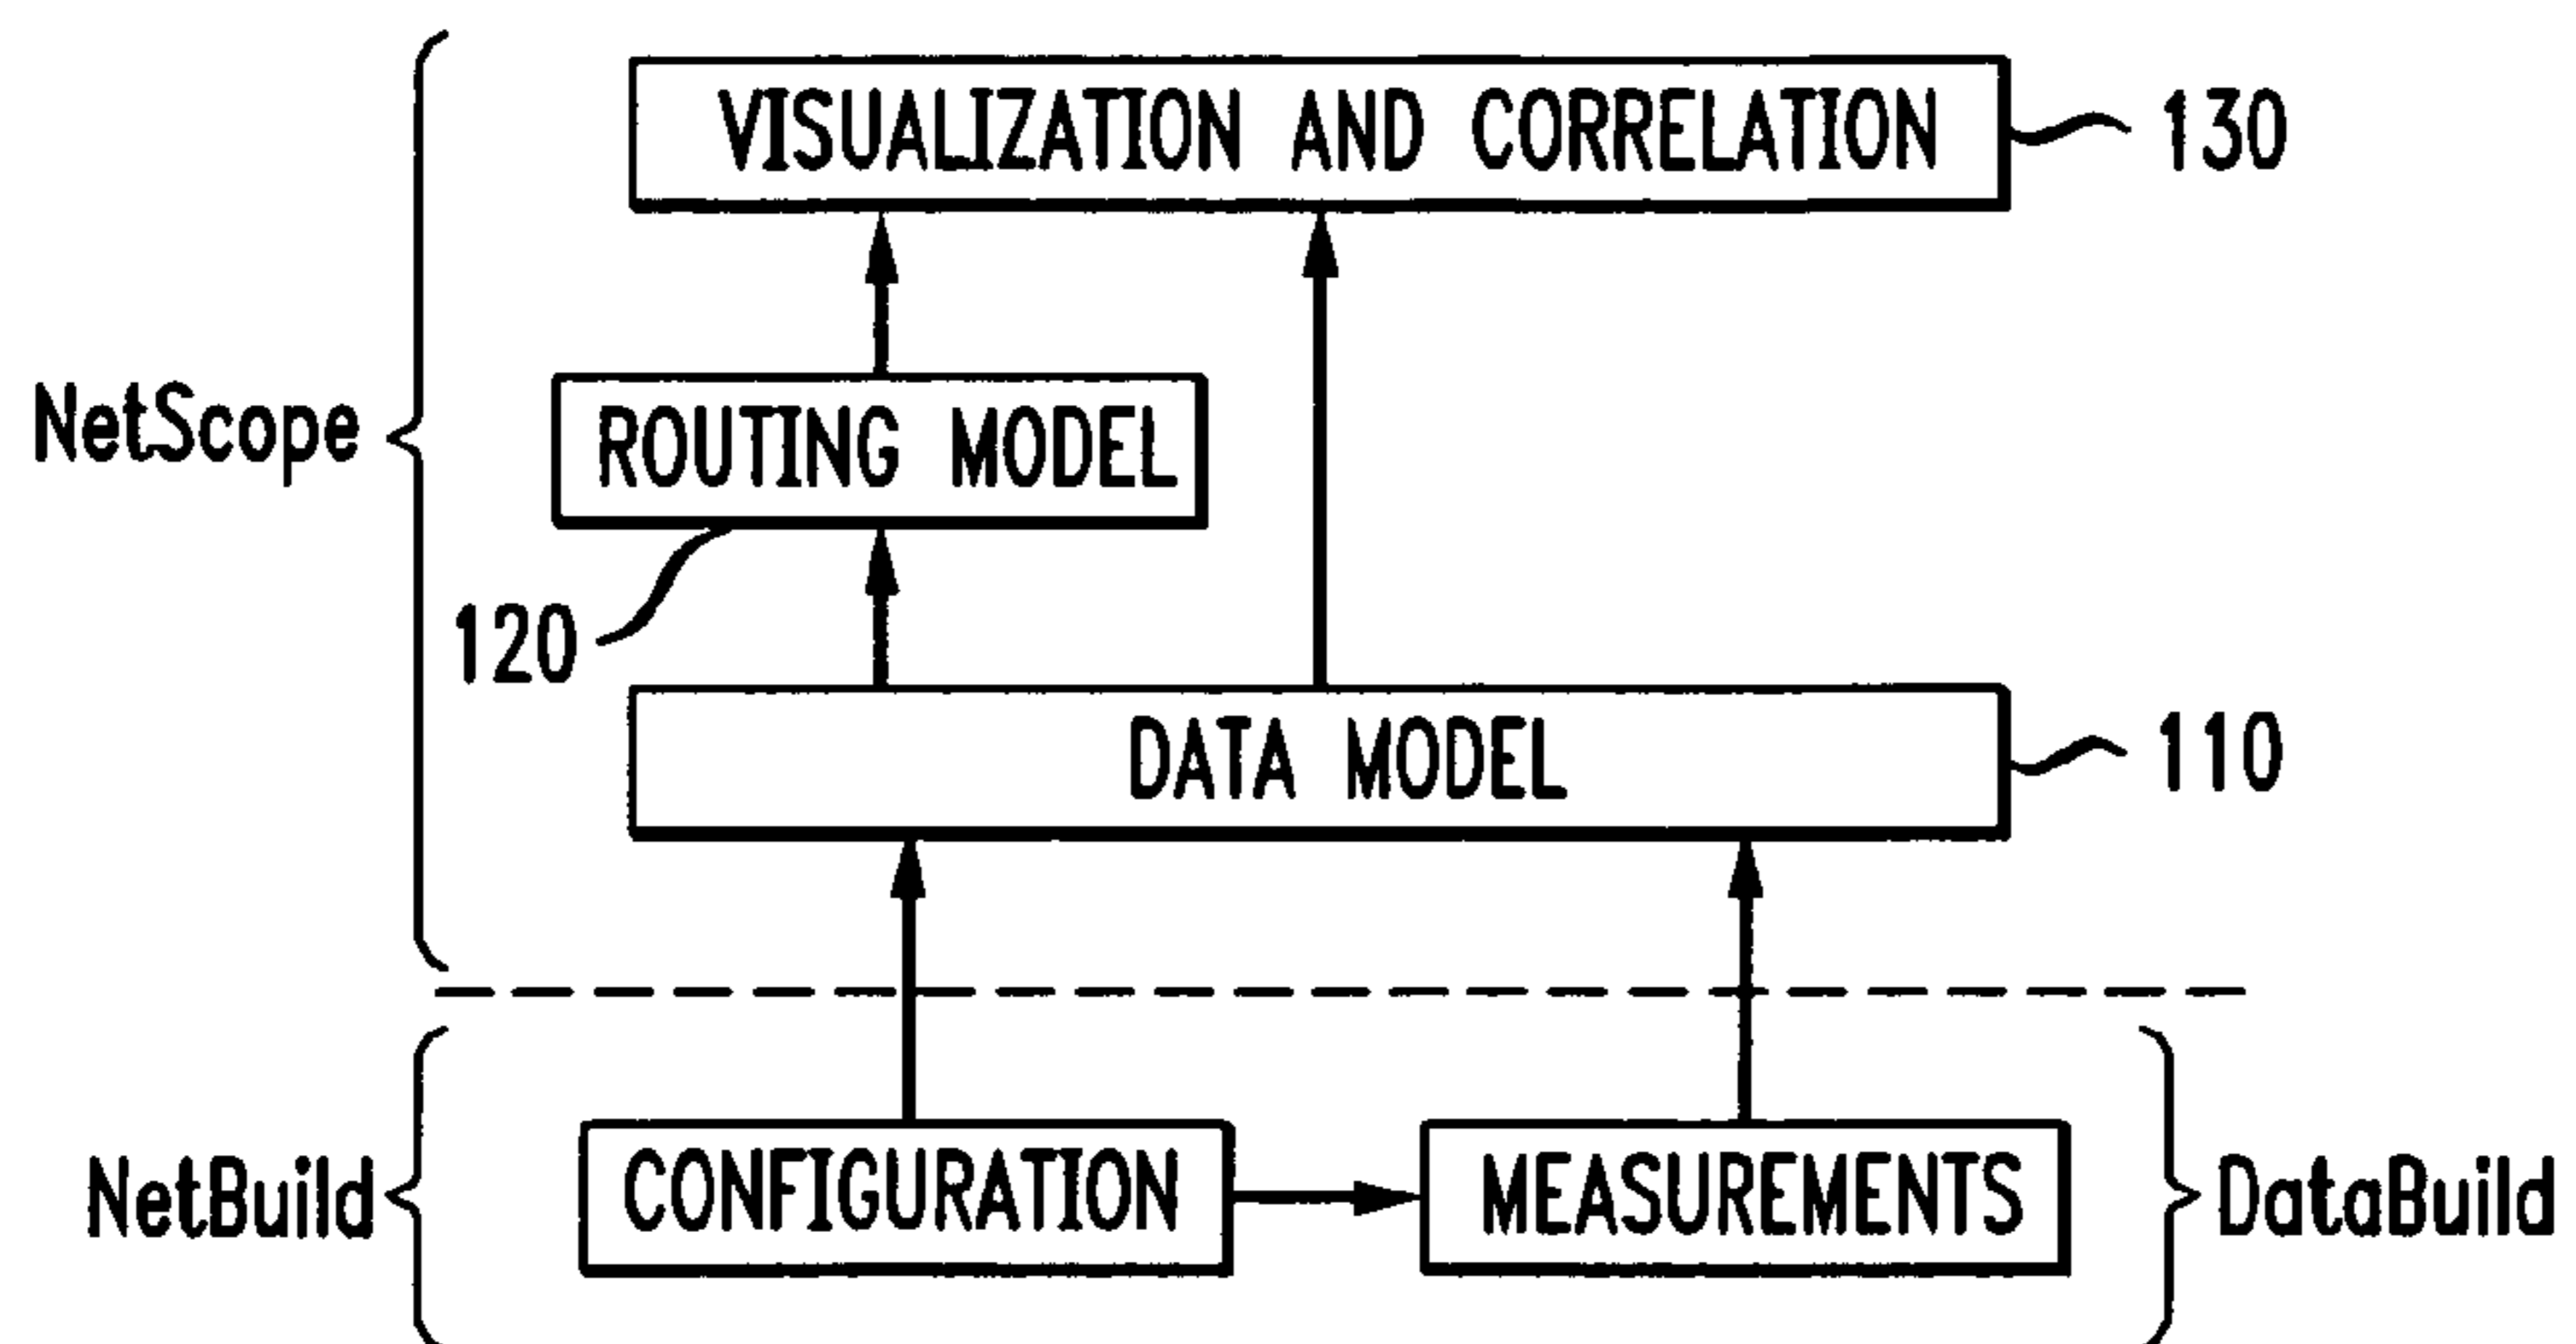 VISUALIZATION AND CORRELATION
130
NetScope
ROUTING MODEL
120
DATA MODEL
110
NetBuild
CONFIGURATION
MEASUREMENTS
DataBuild